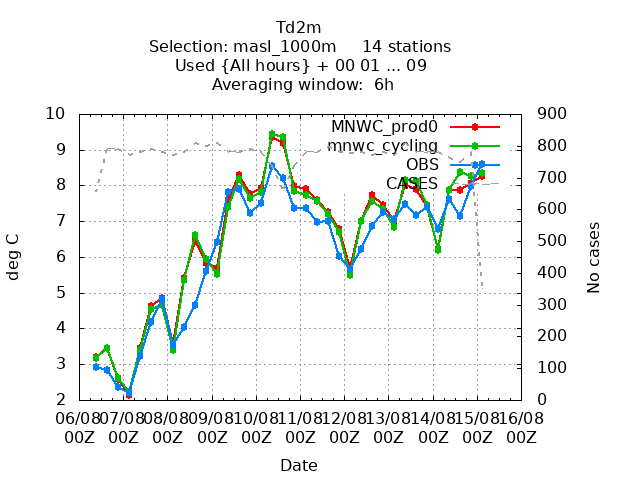 Td2m
Selection: masl_1000m 14 stations
Used {All hours} + 00 01 ... 09
Averaging window: 6h
MNWC_prod0
mnwc_cycling
OBS
CASES
deg C
10
9
8
7
6
5
4
3
2
No cases
900
800
700
600
500
400
300
200
100
0
06/08 07/08 08/08 09/08 10/08 11/08 12/08 13/08 14/08 15/08 16/08
00Z 00Z 00Z 00Z 00Z 00Z 00Z 00Z 00Z 00Z 00Z
Date